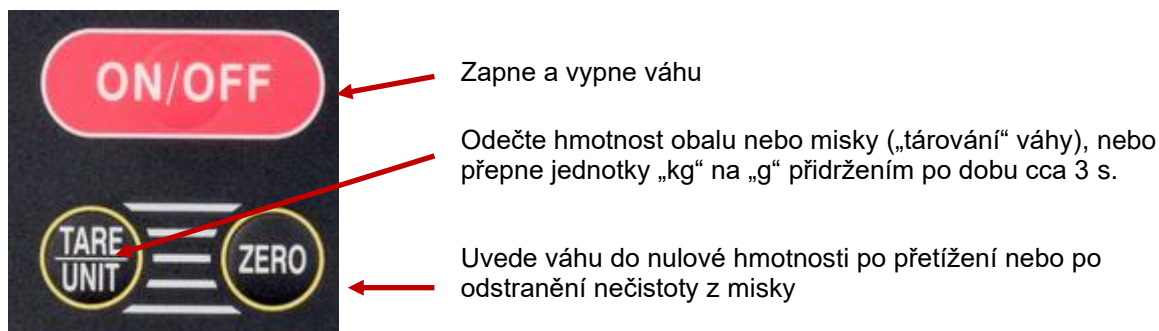 ON/OFF
Zapne a vypne váhu
Odečte hmotnost obalu nebo misky („tárování“ váhy), nebo
přepne jednotky „kg“ na „g“ přidržením po dobu cca 3 s.
TARE
UNIT
ZERO
Uvede váhu do nulové hmotnosti po přetížení nebo po
odstranění nečistoty z misky